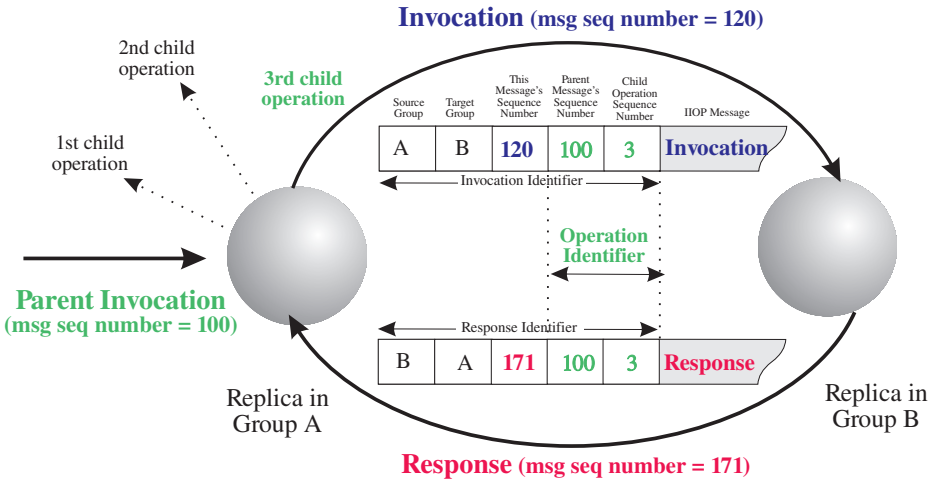 Invocation (msg seq number = 120)
2nd child
operation
3rd child
operation
1st child
operation
Source
Group
Target
Group
This
Message's
Sequence
Number
Parent
Message's
Sequence
Number
Child
Operation
Sequence
Number
IIOP Message
A B 120 100 3 Invocation
Invocation Identifier
Operation
Identifier
Parent Invocation
(msg seq number = 100)
Response Identifier
B A 171 100 3 Response
Replica in
Group A
Replica in
Group B
Response (msg seq number = 171)